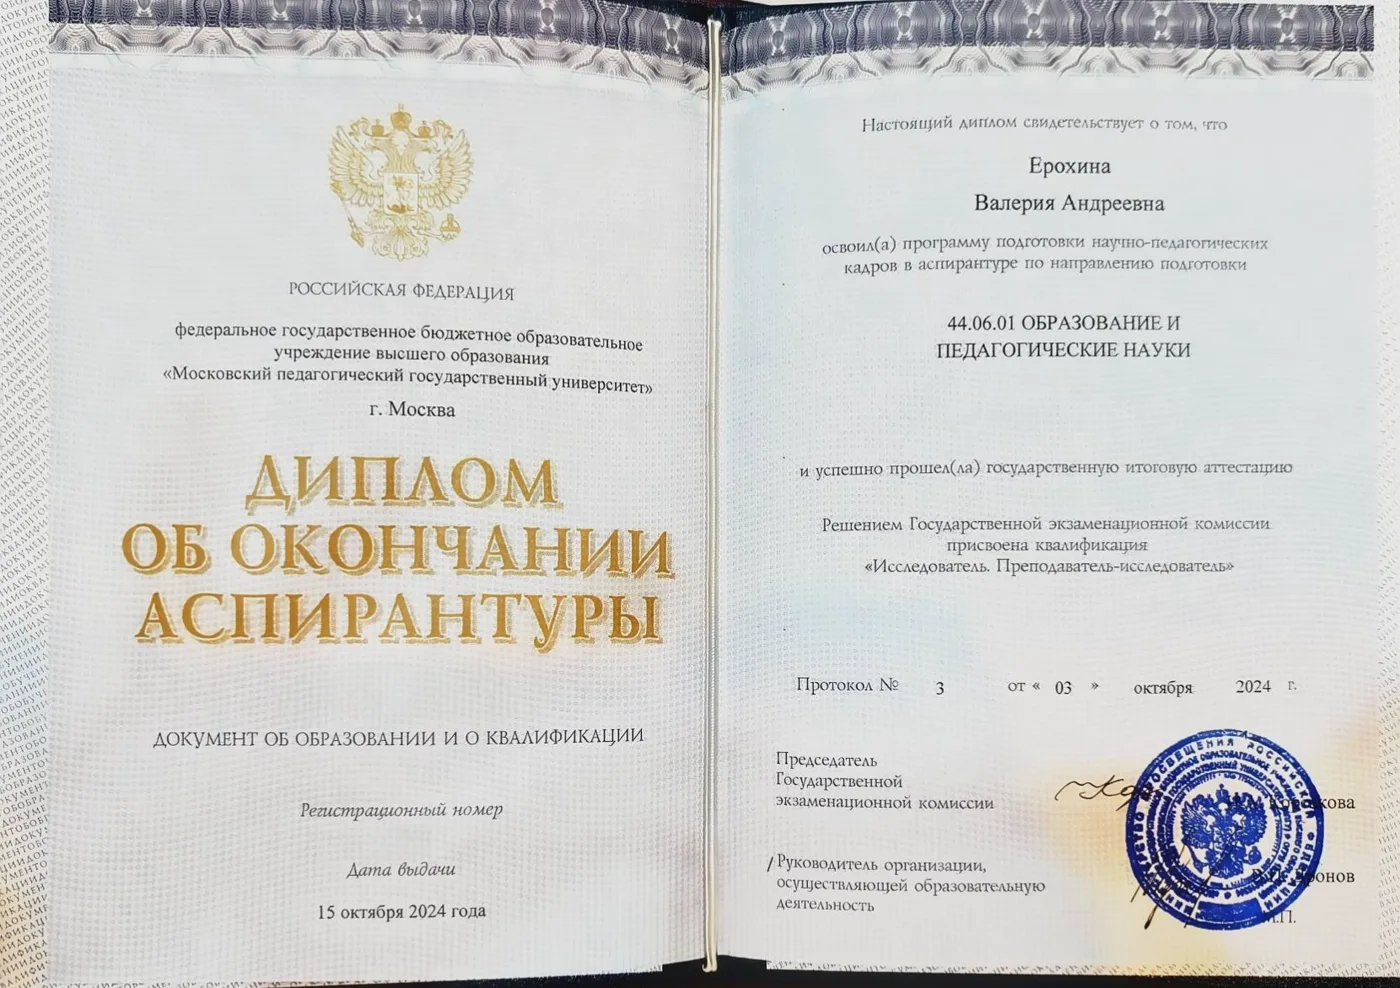 РОССИЙСКАЯ ФЕДЕРАЦИЯ
федеральное государственное бюджетное образовательное
учреждение высшего образования
«Московский педагогический государственный университет»
г. Москва
ДИПЛОМ
ОБ ОКОНЧАНИИ
АСПИРАНТУРЫ
ДОКУМЕНТ ОБ ОБРАЗОВАНИИ И О КВАЛИФИКАЦИИ
Регистрационный номер
Дата выдачи
15 октября 2024 года
Настоящий диплом свидетельствует о том, что
Ерохина
Валерия Андреевна
освоил(а) программу подготовки научно-педагогических
кадров в аспирантуре по направлению подготовки
44.06.01 ОБРАЗОВАНИЕ И
ПЕДАГОГИЧЕСКИЕ НАУКИ
и успешно прошел(ла) государственную итоговую аттестацию
Решением Государственной экзаменационной комиссии
присвоена квалификация
«Исследователь. Преподаватель-исследователь»
Протокол № 3 от « 03 » октября 2024 г.
Председатель
Государственной
экзаменационной комиссии
/ Руководитель организации,
осуществляющей образовательную
деятельность
М.П.